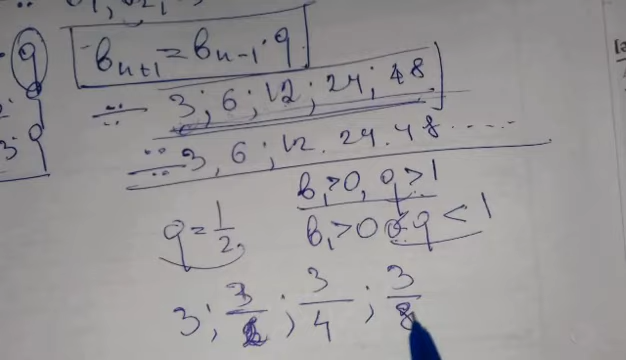 q
b_{n+1} = b_{n-1} · q
∺ 3; 6; 12; 24; 48
∺ 3, 6; 12. 24. 48.....
b₁>0, q>1
q = 1/2, b₁>0 0<q<1
3; 3/2; 3/4; 3/8